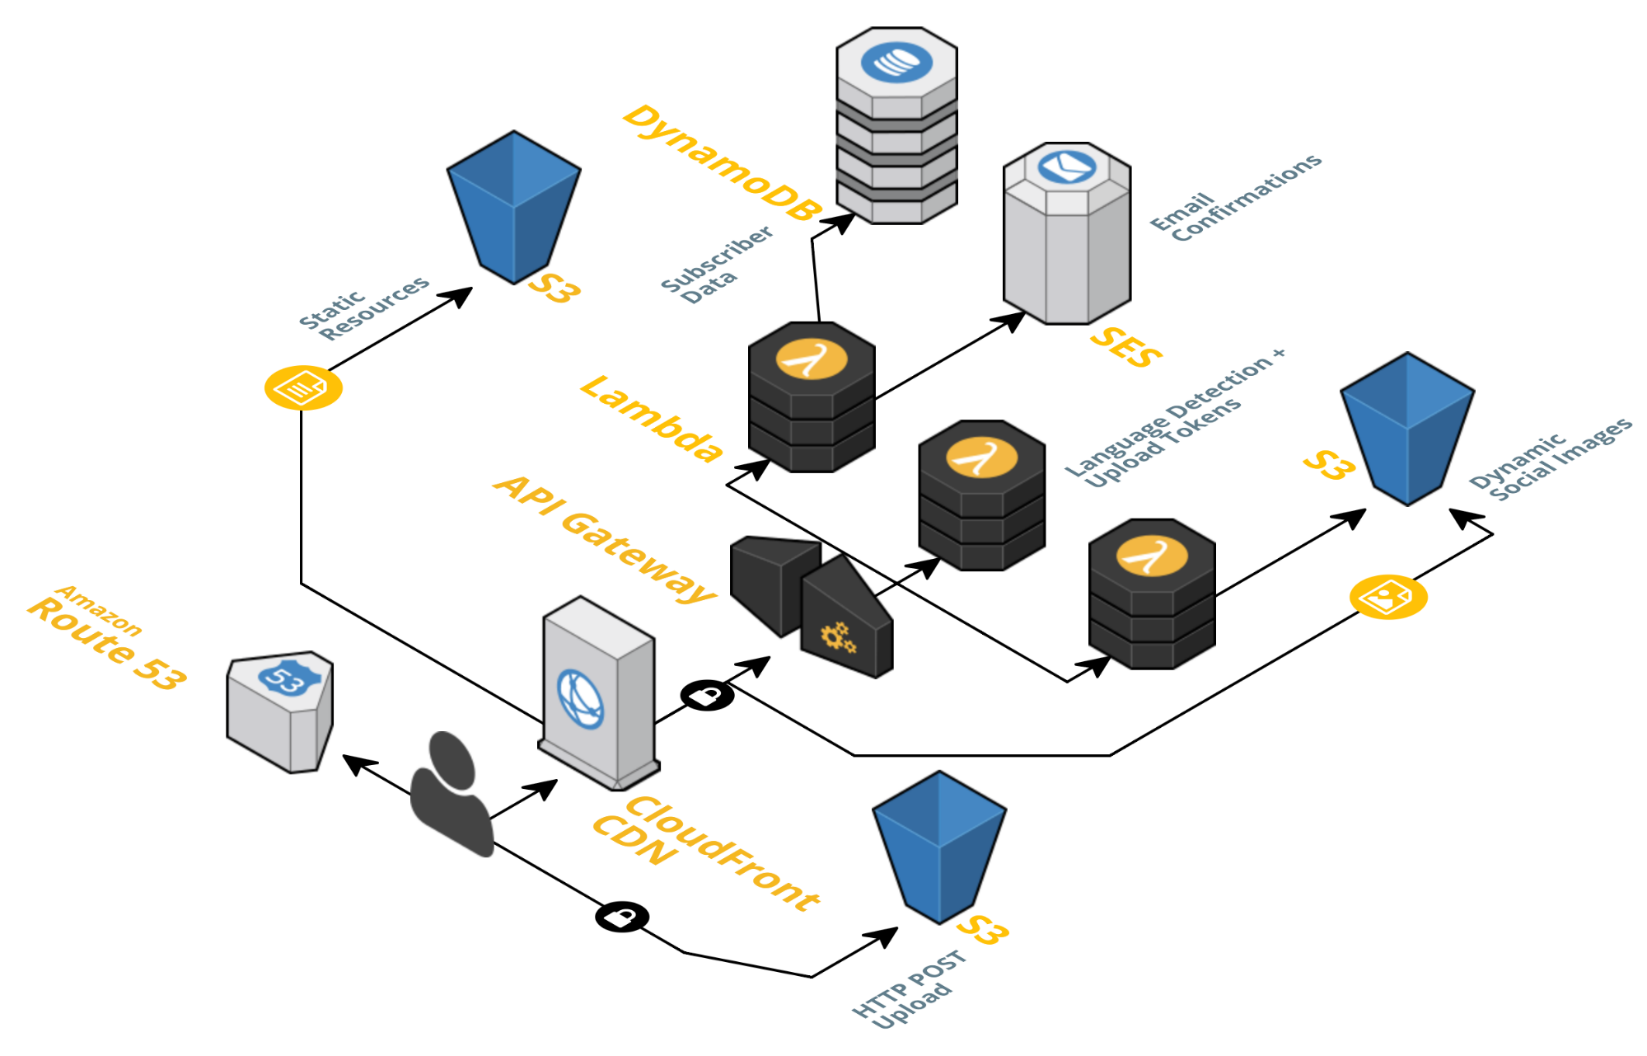 DynamoDB
Subscriber
Data
Email
Confirmations
SES
S3
Static
Resources
Lambda
Language Detection +
Upload Tokens
S3
Dynamic
Social Images
API Gateway
Amazon
Route 53
53
CloudFront
CDN
S3
HTTP POST
Upload
λ
λ
λ